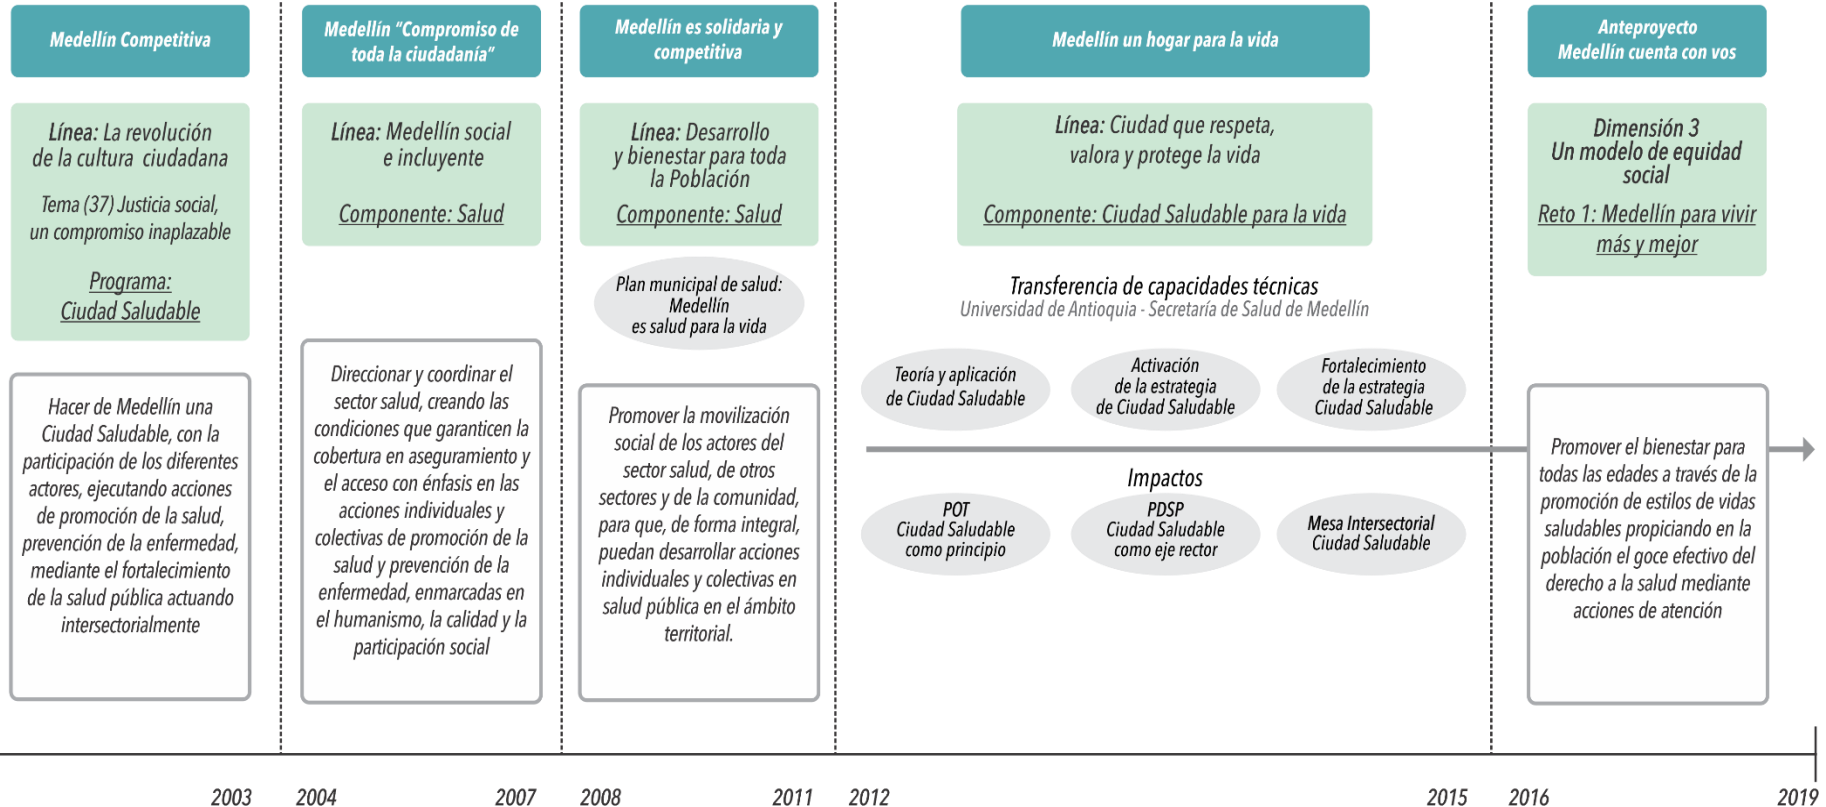 Medellín Competitiva
Línea: La revolución
de la cultura ciudadana
Tema (37) Justicia social,
un compromiso inaplazable
Programa:
Ciudad Saludable
Hacer de Medellín una
Ciudad Saludable, con la
participación de los diferentes
actores, ejecutando acciones
de promoción de la salud,
prevención de la enfermedad,
mediante el fortalecimiento
de la salud pública actuando
intersectorialmente
Medellín “Compromiso de
toda la ciudadanía”
Línea: Medellín social
e incluyente
Componente: Salud
Direccionar y coordinar el
sector salud, creando las
condiciones que garanticen la
cobertura en aseguramiento y
el acceso con énfasis en las
acciones individuales y
colectivas de promoción de la
salud y prevención de la
enfermedad, enmarcadas en
el humanismo, la calidad y la
participación social
Medellín es solidaria y
competitiva
Línea: Desarrollo
y bienestar para toda
la Población
Componente: Salud
Plan municipal de salud:
Medellín
es salud para la vida
Promover la movilización
social de los actores del
sector salud, de otros
sectores y de la comunidad,
para que, de forma integral,
puedan desarrollar acciones
individuales y colectivas en
salud pública en el ámbito
territorial.
Medellín un hogar para la vida
Línea: Ciudad que respeta,
valora y protege la vida
Componente: Ciudad Saludable para la vida
Transferencia de capacidades técnicas
Universidad de Antioquia - Secretaría de Salud de Medellín
Teoría y aplicación
de Ciudad Saludable
Activación
de la estrategia
de Ciudad Saludable
Fortalecimiento
de la estrategia
Ciudad Saludable
Impactos
POT
Ciudad Saludable
como principio
PDSP
Ciudad Saludable
como eje rector
Mesa Intersectorial
Ciudad Saludable
Anteproyecto
Medellín cuenta con vos
Dimensión 3
Un modelo de equidad
social
Reto 1: Medellín para vivir
más y mejor
Promover el bienestar para
todas las edades a través de la
promoción de estilos de vidas
saludables propiciando en la
población el goce efectivo del
derecho a la salud mediante
acciones de atención
2003
2004
2007
2008
2011
2012
2015
2016
2019